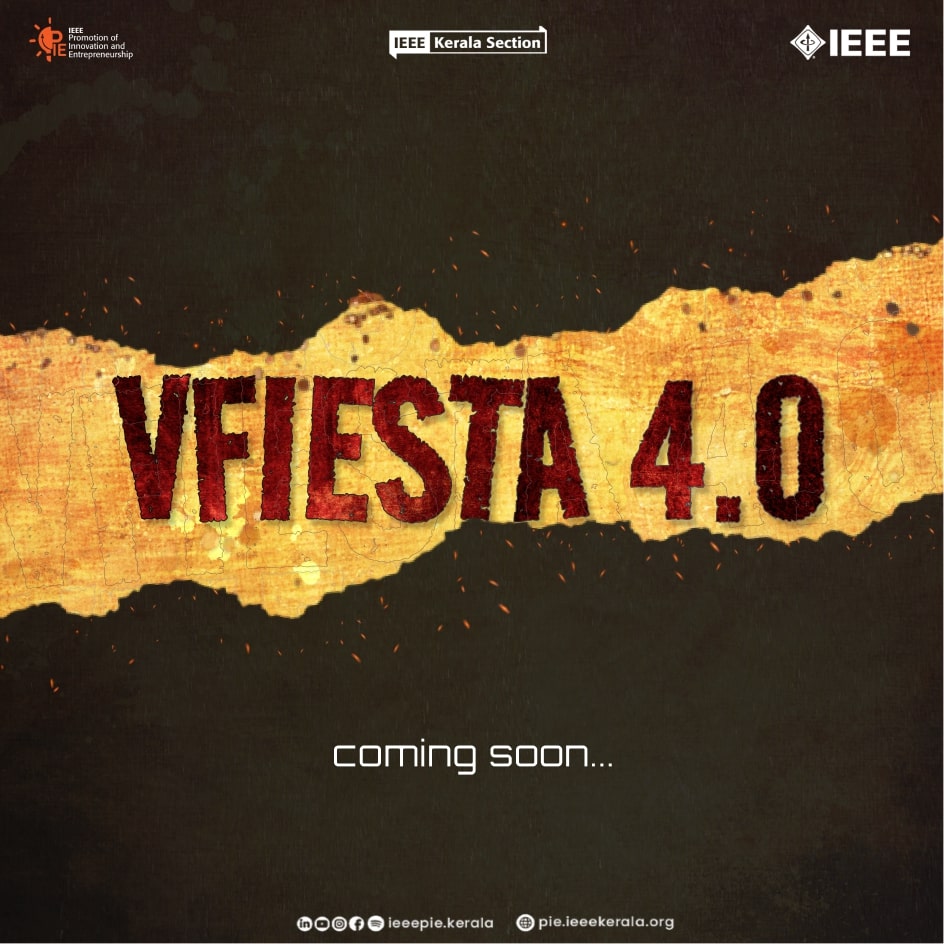 IEEE
Promotion of
Innovation and
Entrepreneurship
PIE
IEEE Kerala Section
IEEE
VFIESTA 4.0
coming soon...
ieeepie.kerala
pie.ieeekerala.org